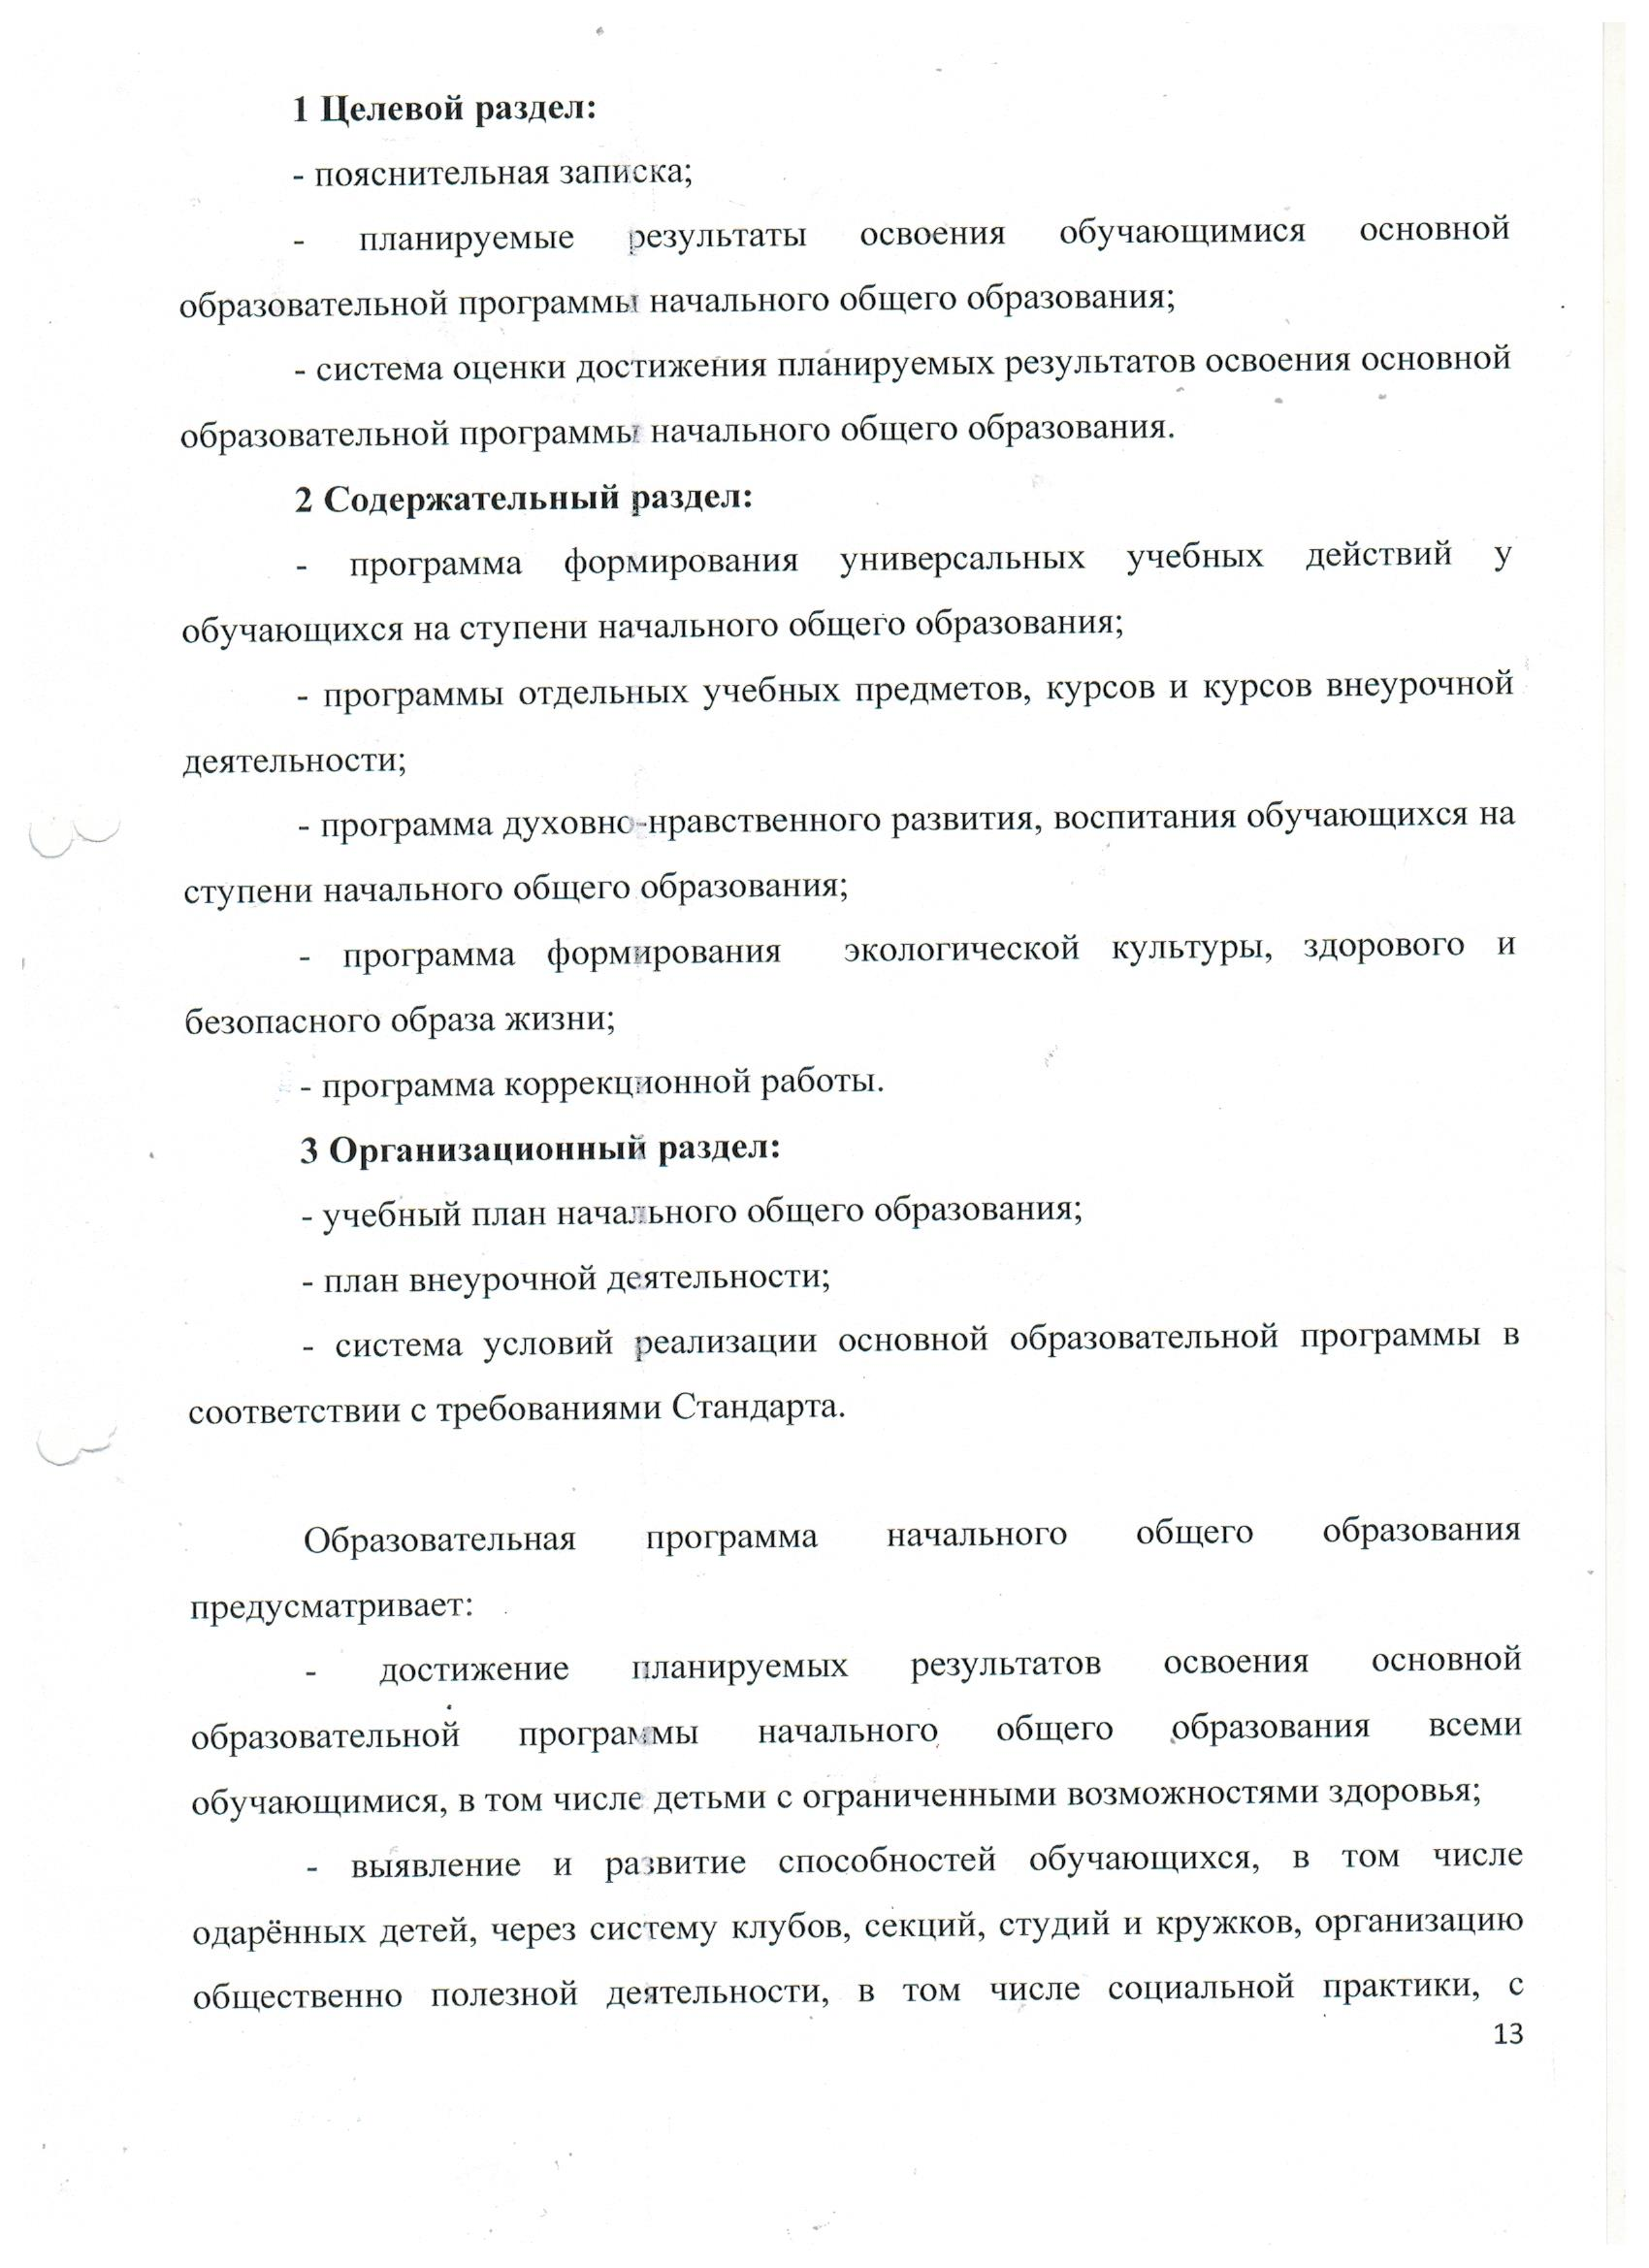 1 Целевой раздел:
- пояснительная записка;
- планируемые результаты освоения обучающимися основной
образовательной программы начального общего образования;
- система оценки достижения планируемых результатов освоения основной
образовательной программы начального общего образования.
2 Содержательный раздел:
- программа формирования универсальных учебных действий у
обучающихся на ступени начального общего образования;
- программы отдельных учебных предметов, курсов и курсов внеурочной
деятельности;
- программа духовно-нравственного развития, воспитания обучающихся на
ступени начального общего образования;
- программа формирования экологической культуры, здорового и
безопасного образа жизни;
- программа коррекционной работы.
3 Организационный раздел:
- учебный план начального общего образования;
- план внеурочной деятельности;
- система условий реализации основной образовательной программы в
соответствии с требованиями Стандарта.
Образовательная программа начального общего образования
предусматривает:
- достижение планируемых результатов освоения основной
образовательной программы начального общего образования всеми
обучающимися, в том числе детьми с ограниченными возможностями здоровья;
- выявление и развитие способностей обучающихся, в том числе
одарённых детей, через систему клубов, секций, студий и кружков, организацию
общественно полезной деятельности, в том числе социальной практики, с
13